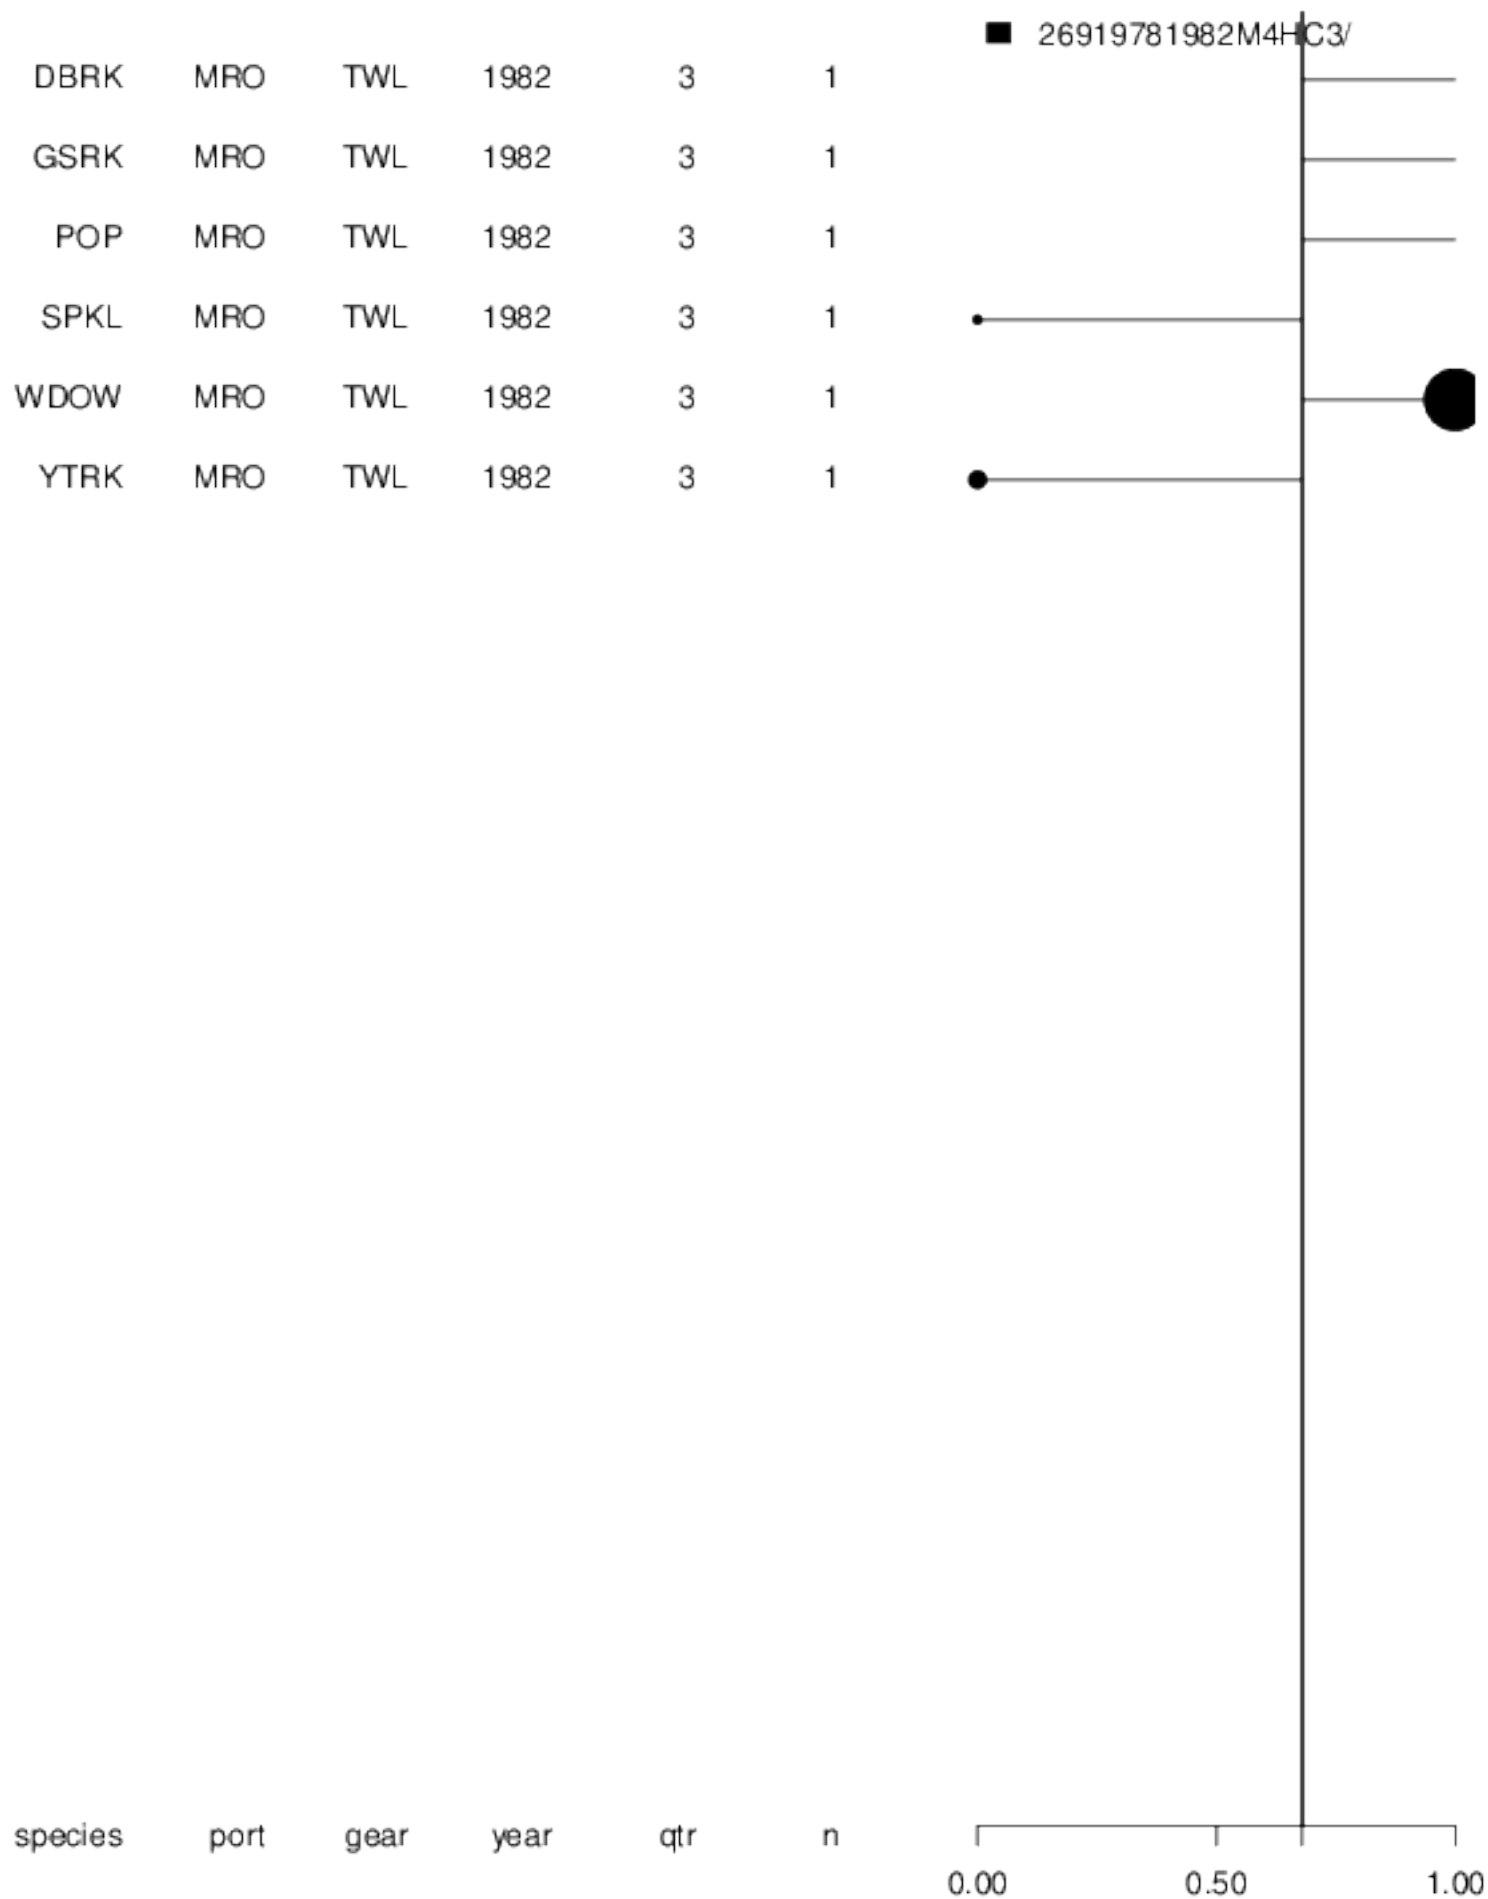 26919781982M4HC3/
DBRK MRO TWL 1982 3 1
GSRK MRO TWL 1982 3 1
POP MRO TWL 1982 3 1
SPKL MRO TWL 1982 3 1
WDOW MRO TWL 1982 3 1
YTRK MRO TWL 1982 3 1
species port gear year qtr n
0.00 0.50 1.00